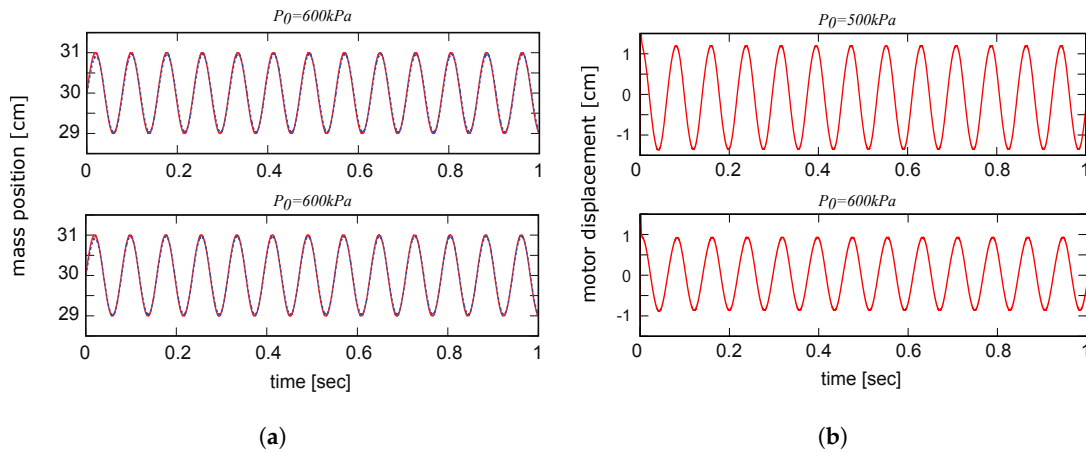 P0=600kPa
mass position [cm]
31
30
29
0 0.2 0.4 0.6 0.8 1
P0=600kPa
31
30
29
0 0.2 0.4 0.6 0.8 1
time [sec]
(a)
P0=500kPa
motor displacement [cm]
1
0
-1
0 0.2 0.4 0.6 0.8 1
P0=600kPa
1
0
-1
0 0.2 0.4 0.6 0.8 1
time [sec]
(b)